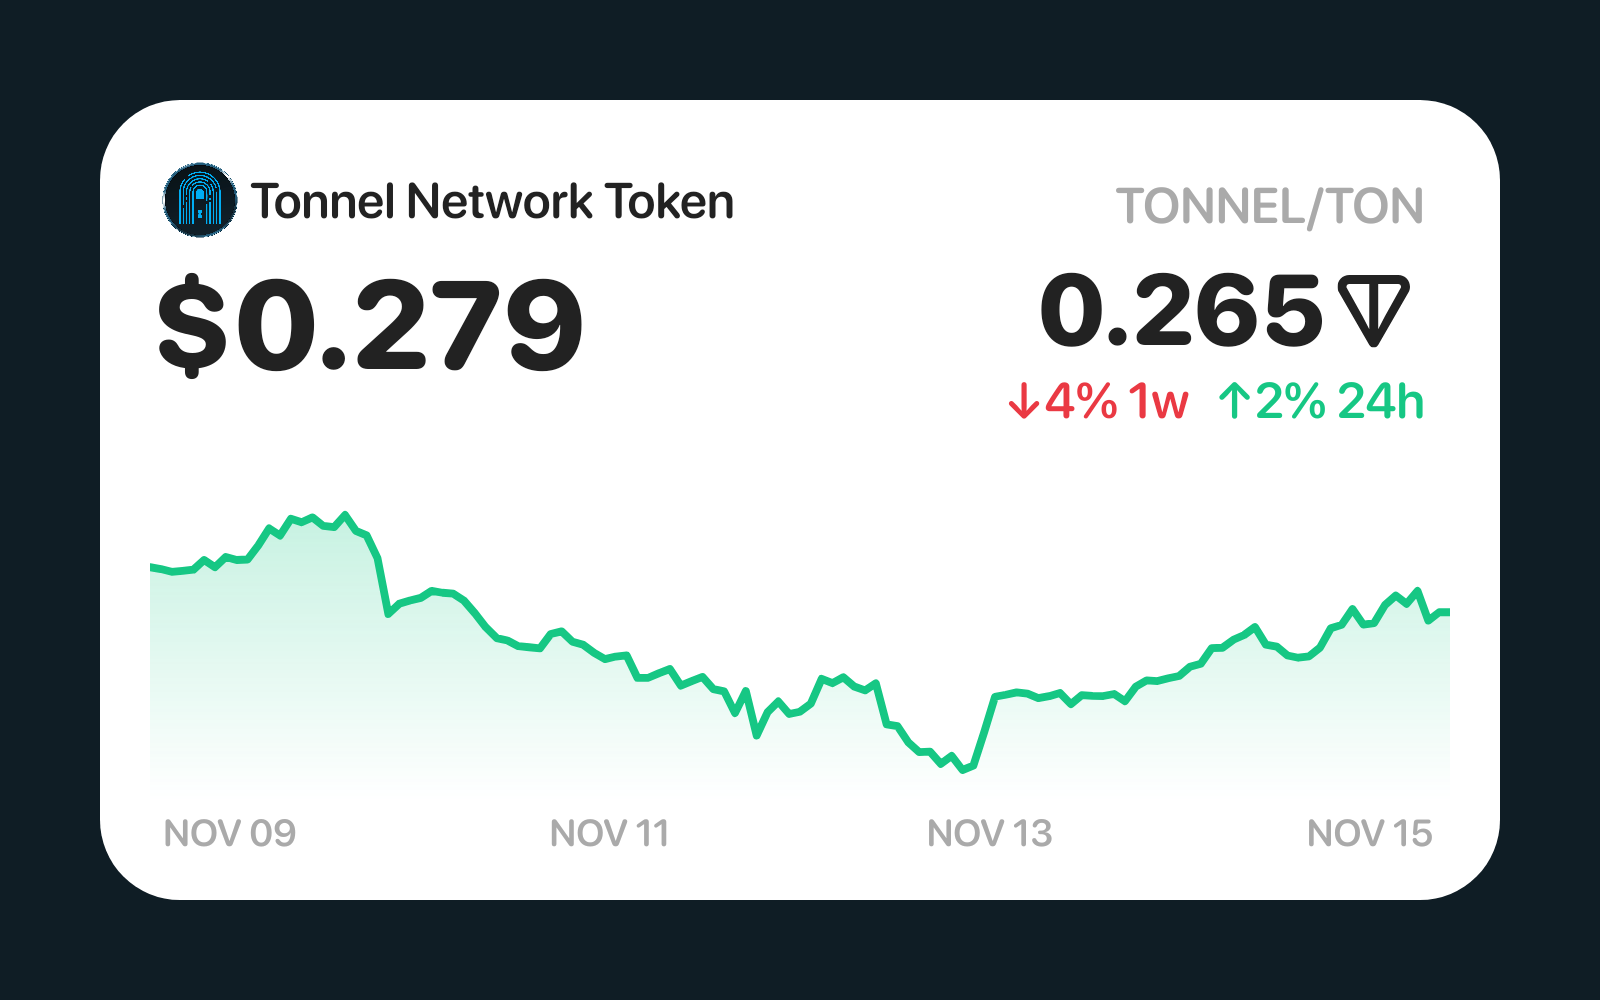 Tonnel Network Token
TONNEL/TON
$0.279
0.265
↓4% 1w ↑2% 24h
NOV 09 NOV 11 NOV 13 NOV 15